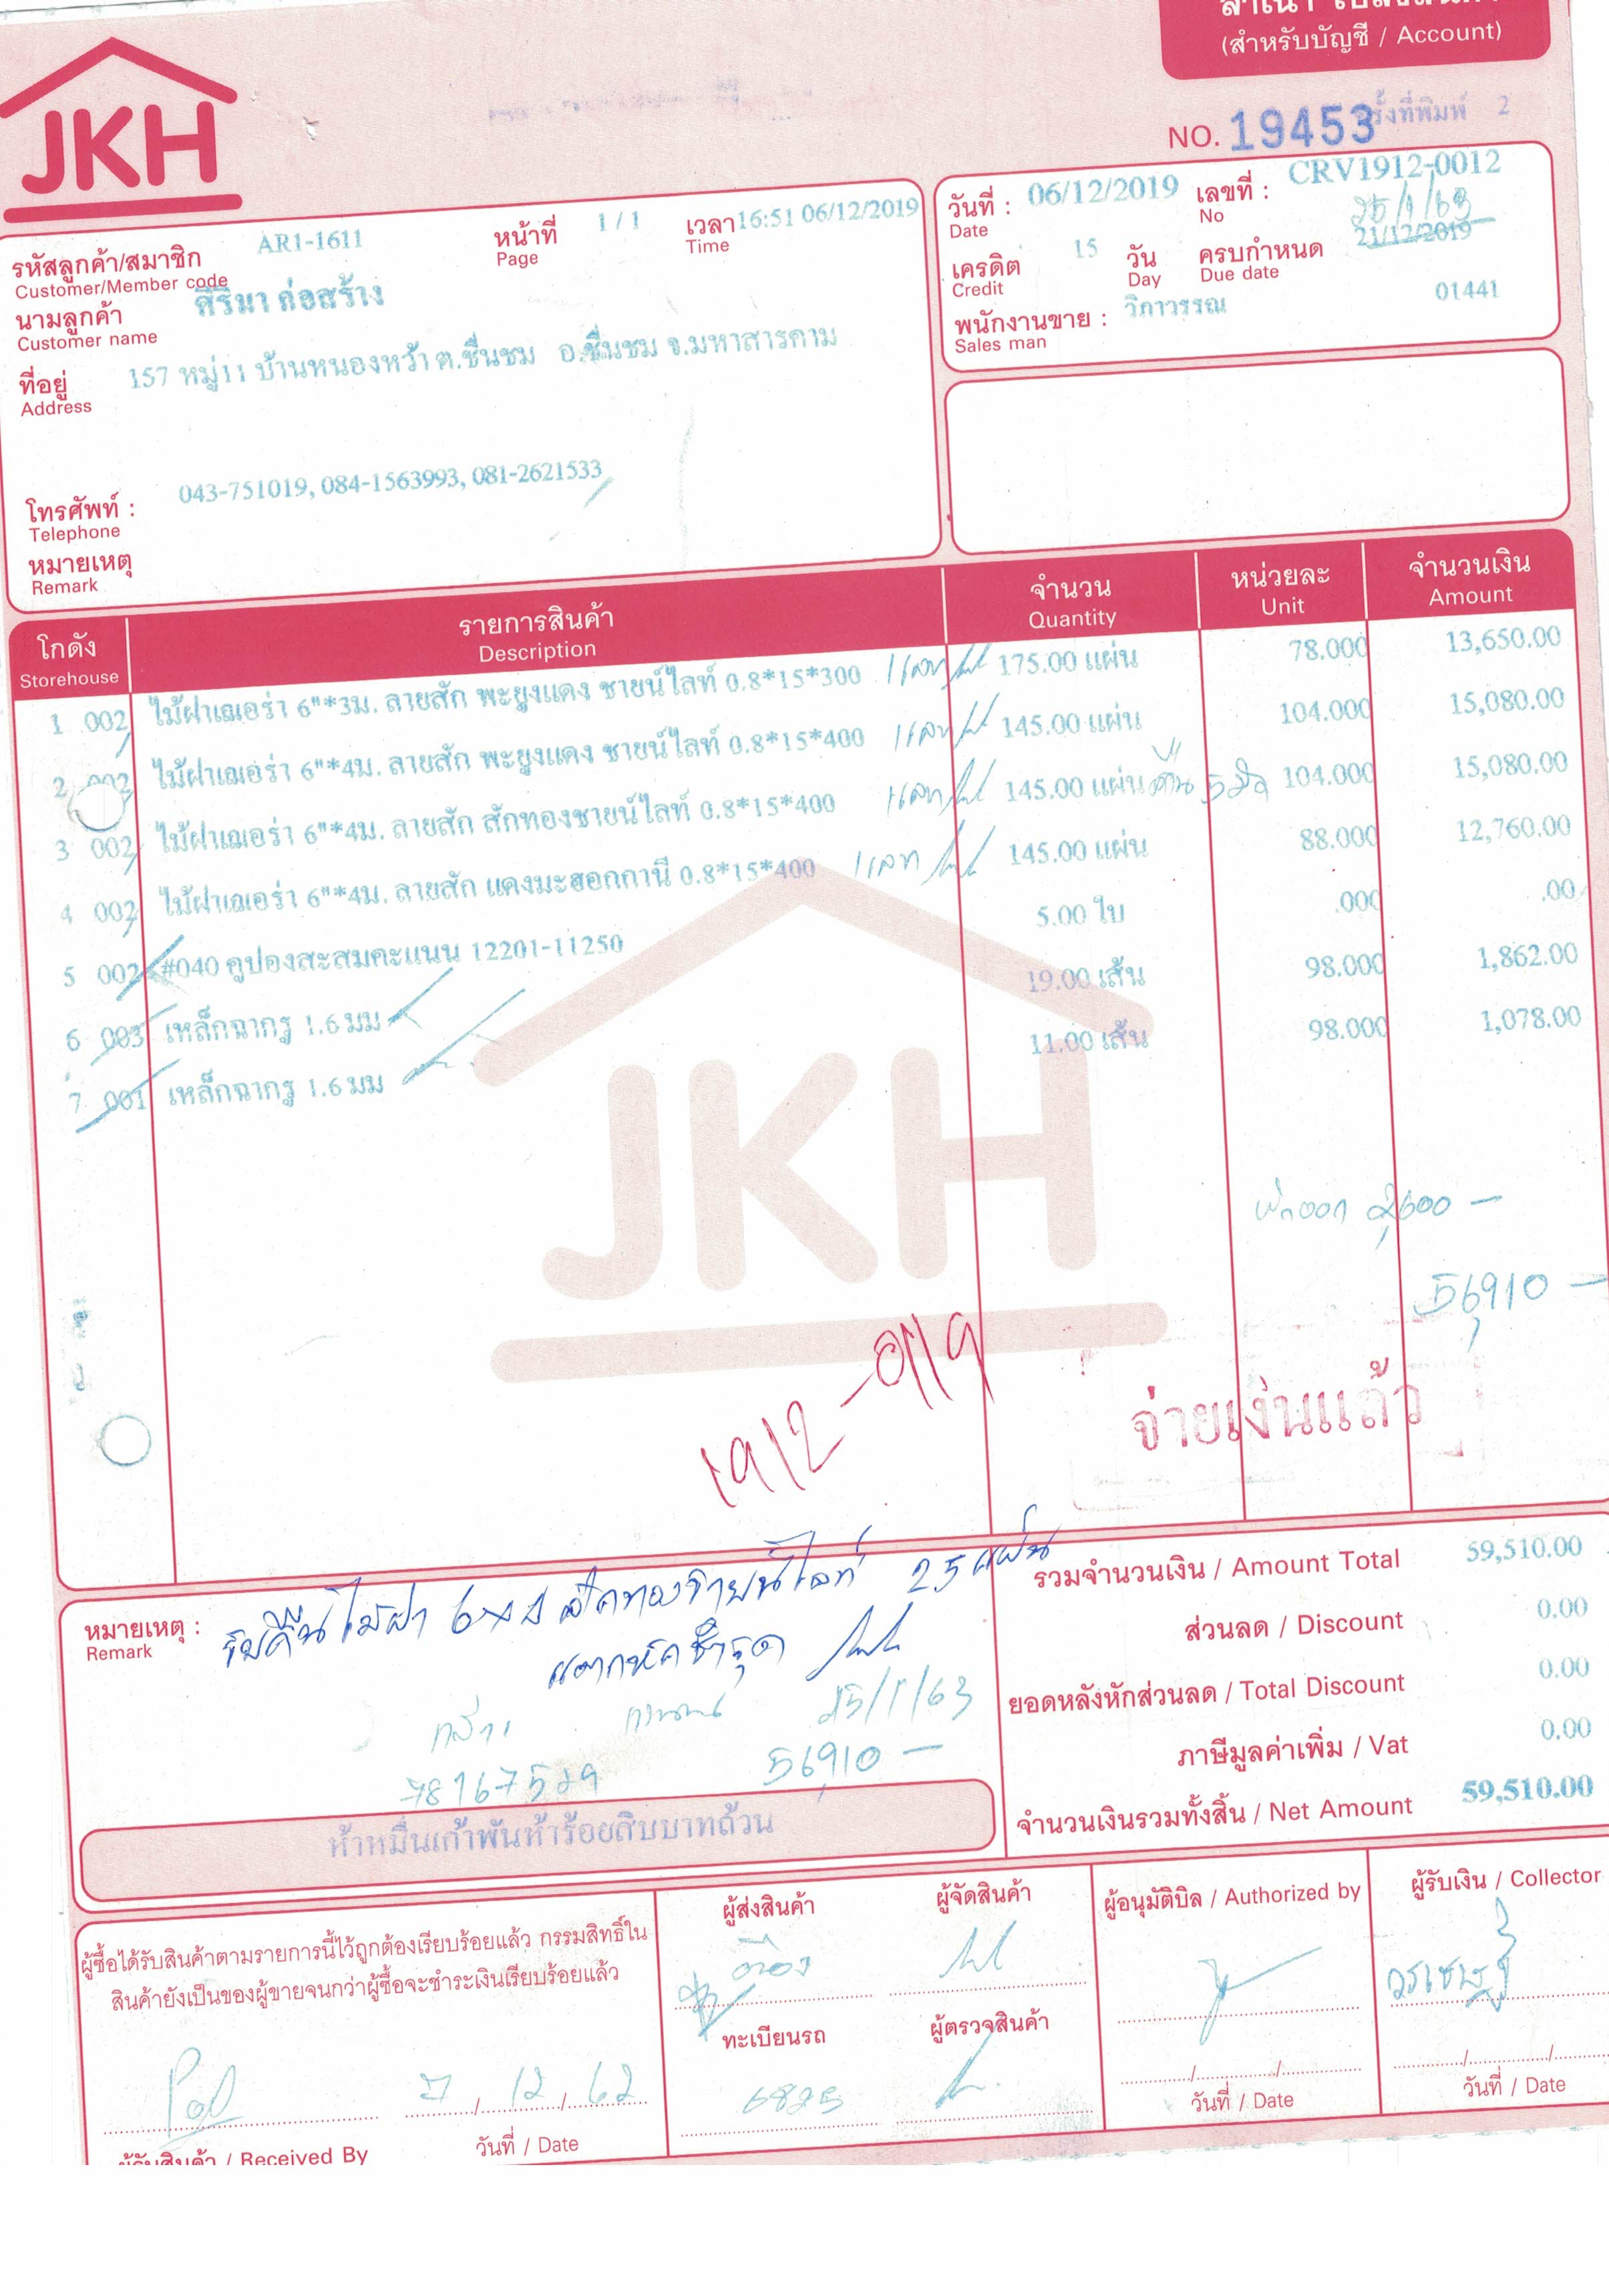 (สำหรับบัญชี / Account)
JKH
NO. 19453
ครั้งที่พิมพ์ 2
รหัสลูกค้า/สมาชิก AR1-1611 หน้าที่ 1 / 1 เวลา 16:51 06/12/2019
Customer/Member code Page Time
นามลูกค้า ศิริมา ก่อสร้าง
Customer name
ที่อยู่ 157 หมู่11 บ้านหนองหว้า ต.ชื่นชม อ.ชื่นชม จ.มหาสารคาม
Address
โทรศัพท์ : 043-751019, 084-1563993, 081-2621533
Telephone
หมายเหตุ
Remark
วันที่ : 06/12/2019 เลขที่ : CRV1912-0012
Date No
25/1/63
เครดิต 15 วัน ครบกำหนด 21/12/2019
Credit Day Due date
พนักงานขาย : วิภาวรรณ 01441
Sales man
โกดัง รายการสินค้า จำนวน หน่วยละ จำนวนเงิน
Storehouse Description Quantity Unit Amount
1 002 ไม้ฝาเฌอร่า 6"*3ม. ลายสัก พะยูงแดง ชายน์ไลท์ 0.8*15*300 175.00 แผ่น 78.000 13,650.00
2 002 ไม้ฝาเฌอร่า 6"*4ม. ลายสัก พะยูงแดง ชายน์ไลท์ 0.8*15*400 145.00 แผ่น 104.000 15,080.00
3 002 ไม้ฝาเฌอร่า 6"*4ม. ลายสัก สักทองชายน์ไลท์ 0.8*15*400 145.00 แผ่น 104.000 15,080.00
4 002 ไม้ฝาเฌอร่า 6"*4ม. ลายสัก แดงมะฮอกกานี 0.8*15*400 145.00 แผ่น 88.000 12,760.00
5 002 #040 คูปองสะสมคะแนน 12201-11250 5.00 ใบ .000 .00
6 003 เหล็กฉากรู 1.6 มม 19.00 เส้น 98.000 1,862.00
7 001 เหล็กฉากรู 1.6 มม 11.00 เส้น 98.000 1,078.00
JKH
หักออก 2,600 —
56,910 —
1912-0119
จ่ายเงินแล้ว
หมายเหตุ : รับคืนไม้ฝา 6x4 สักทองชายน์ไลท์ 25 แผ่น
Remark
แตกหักชำรุด
กสิกร 25/1/63
78167529 56,910 —
ห้าหมื่นเก้าพันห้าร้อยสิบบาทถ้วน
รวมจำนวนเงิน / Amount Total 59,510.00
ส่วนลด / Discount 0.00
ยอดหลังหักส่วนลด / Total Discount 0.00
ภาษีมูลค่าเพิ่ม / Vat 0.00
จำนวนเงินรวมทั้งสิ้น / Net Amount 59,510.00
ผู้ซื้อได้รับสินค้าตามรายการนี้ไว้ถูกต้องเรียบร้อยแล้ว กรรมสิทธิ์ใน
สินค้ายังเป็นของผู้ขายจนกว่าผู้ซื้อจะชำระเงินเรียบร้อยแล้ว
7 / 12 / 62
ผู้รับสินค้า / Received By วันที่ / Date
ผู้ส่งสินค้า ผู้จัดสินค้า
ทะเบียนรถ ผู้ตรวจสินค้า
6825
ผู้อนุมัติบิล / Authorized by
วันที่ / Date
ผู้รับเงิน / Collector
วรเชษฐ์
วันที่ / Date